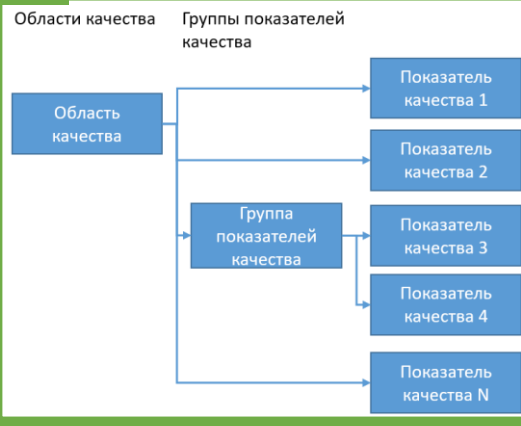 Области качества
Группы показателей
качества
Область
качества
Показатель
качества 1
Показатель
качества 2
Группа
показателей
качества
Показатель
качества 3
Показатель
качества 4
Показатель
качества N